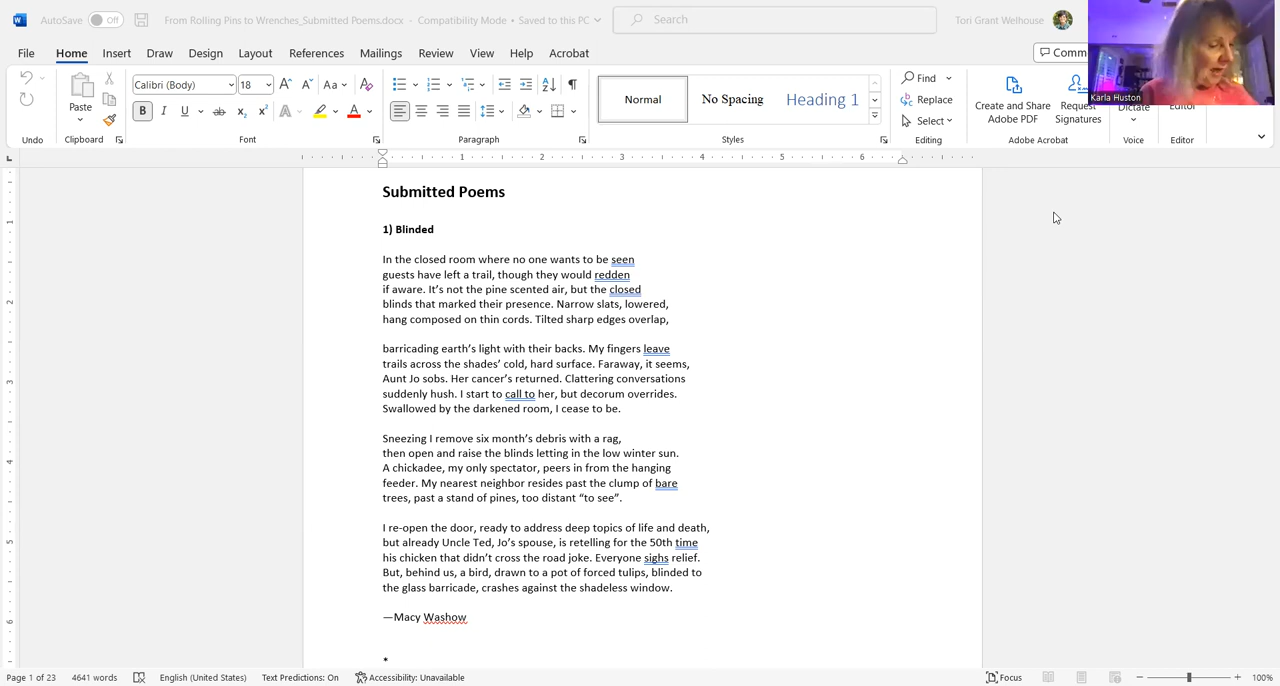 AutoSave Off From Rolling Pins to Wrenches_Submitted Poems.docx - Compatibility Mode • Saved to this PC Search Tori Grant Welhouse
File Home Insert Draw Design Layout References Mailings Review View Help Acrobat Comm
Paste Calibri (Body) 18 Find Normal No Spacing Heading 1 Replace Select Create and Share Adobe PDF Request Signatures Dictate Editor
Undo Clipboard Font Paragraph Styles Editing Adobe Acrobat Voice Editor
Karla Huston
1 2 3 4 5 6
Submitted Poems
1) Blinded
In the closed room where no one wants to be seen
guests have left a trail, though they would redden
if aware. It’s not the pine scented air, but the closed
blinds that marked their presence. Narrow slats, lowered,
hang composed on thin cords. Tilted sharp edges overlap,
barricading earth’s light with their backs. My fingers leave
trails across the shades’ cold, hard surface. Faraway, it seems,
Aunt Jo sobs. Her cancer’s returned. Clattering conversations
suddenly hush. I start to call to her, but decorum overrides.
Swallowed by the darkened room, I cease to be.
Sneezing I remove six month’s debris with a rag,
then open and raise the blinds letting in the low winter sun.
A chickadee, my only spectator, peers in from the hanging
feeder. My nearest neighbor resides past the clump of bare
trees, past a stand of pines, too distant “to see”.
I re-open the door, ready to address deep topics of life and death,
but already Uncle Ted, Jo’s spouse, is retelling for the 50th time
his chicken that didn’t cross the road joke. Everyone sighs relief.
But, behind us, a bird, drawn to a pot of forced tulips, blinded to
the glass barricade, crashes against the shadeless window.
—Macy Washow
*
Page 1 of 23 4641 words English (United States) Text Predictions: On Accessibility: Unavailable Focus 100%